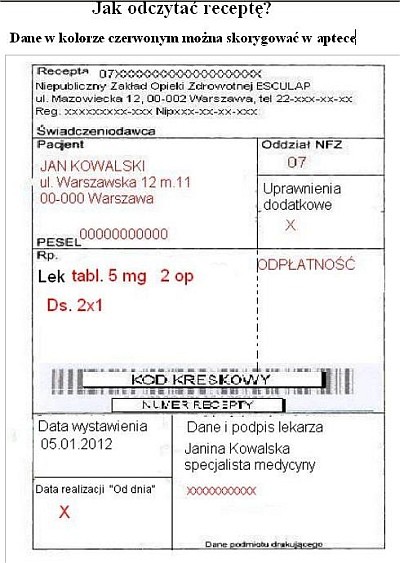 Jak odczytać receptę?
Dane w kolorze czerwonym można skorygować w aptece
Recepta 07XXXXXXXXXXXXXXXXXXXX
Niepubliczny Zakład Opieki Zdrowotnej ESCULAP
ul. Mazowiecka 12, 00-002 Warszawa, tel 22-xxx-xx-xx
Reg. xxxxxxxxx-xxx Nipxxx-xx-xx-xxx
Świadczeniodawca
Pacjent
Oddział NFZ
JAN KOWALSKI
07
ul. Warszawska 12 m.11
00-000 Warszawa
Uprawnienia
dodatkowe
X
PESEL 00000000000
Rp.
ODPŁATNOŚĆ
Lek tabl. 5 mg 2 op
Ds. 2x1
KOD KRESKOWY
NUMER RECEPTY
Data wystawienia
05.01.2012
Dane i podpis lekarza
Janina Kowalska
specjalista medycyny
xxxxxxxxxxx
Data realizacji "Od dnia"
X
Dane podmiotu drukującego